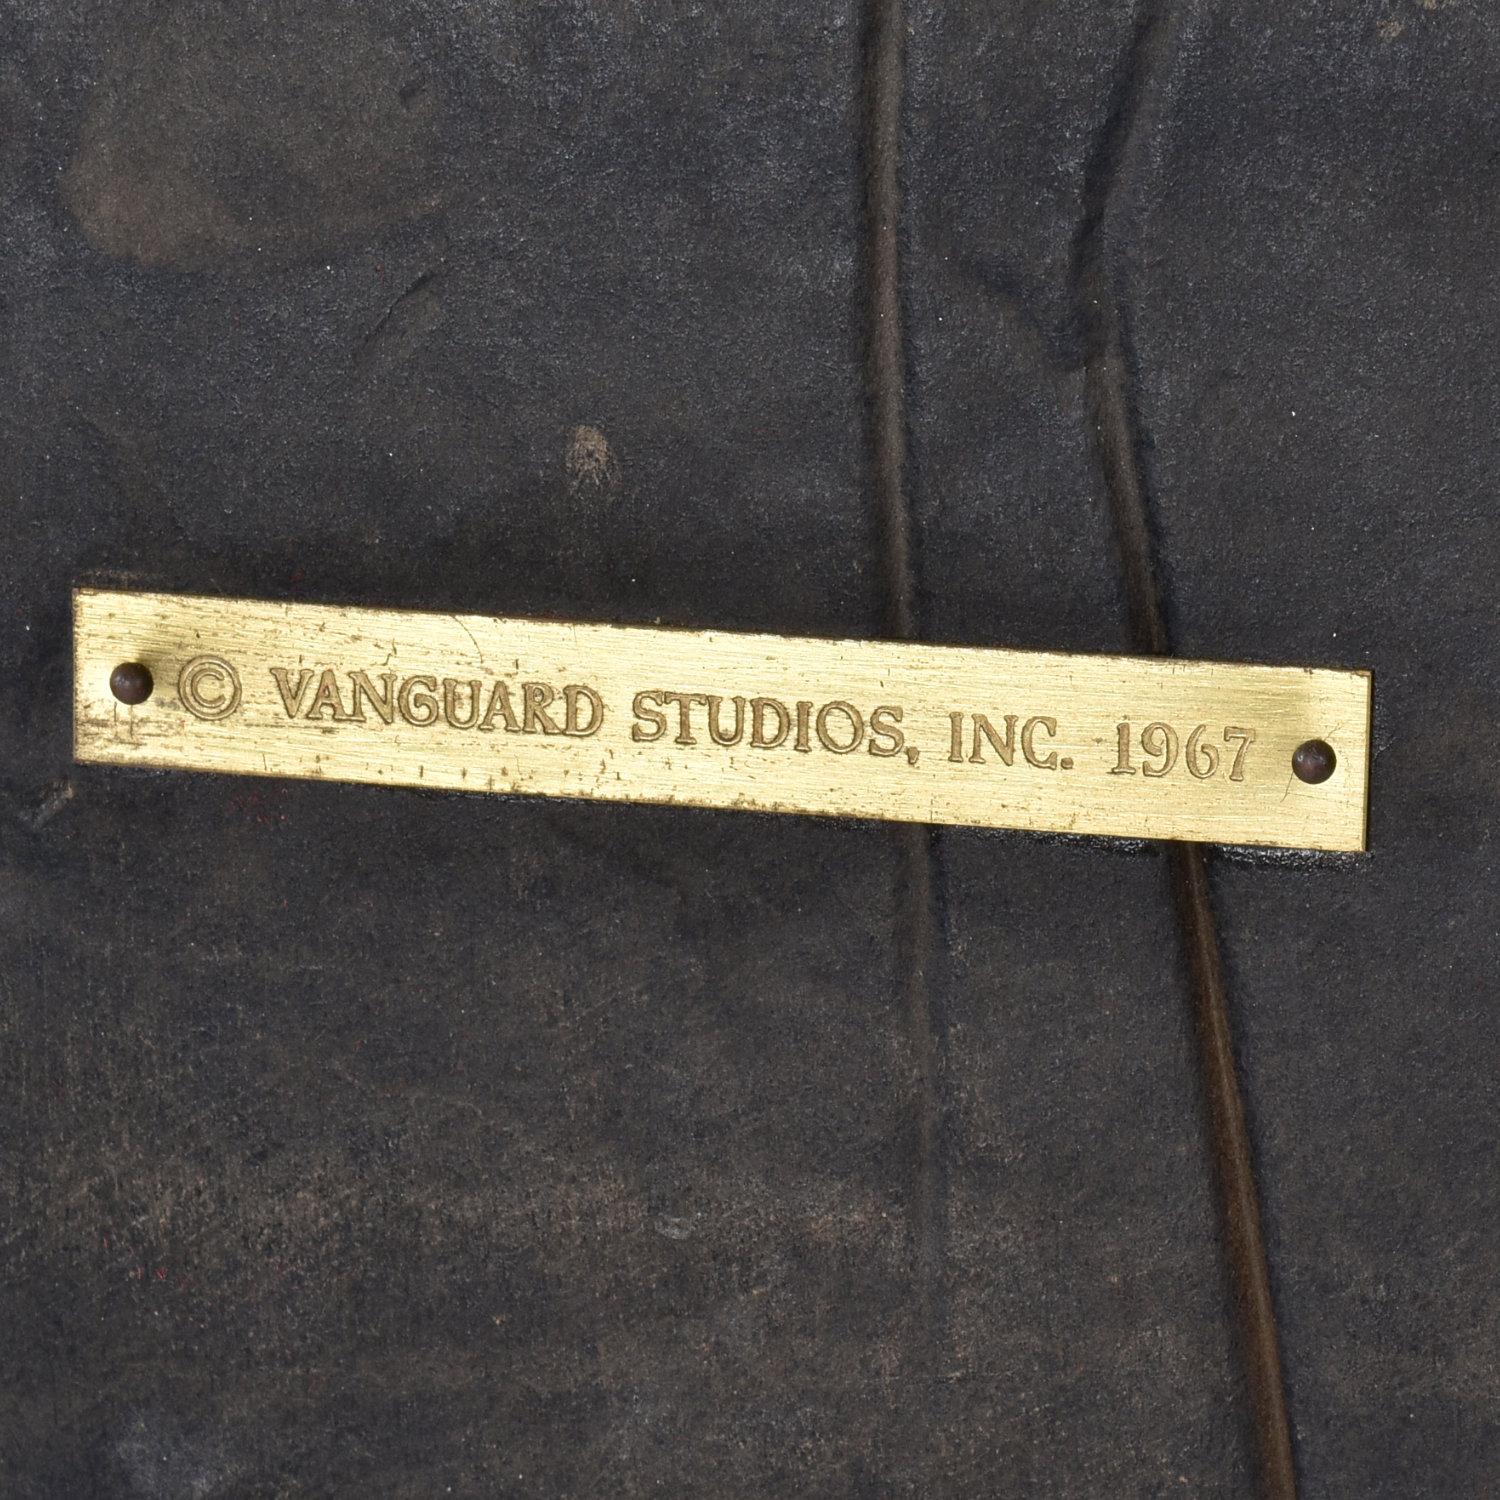 © VANGUARD STUDIOS, INC. 1967